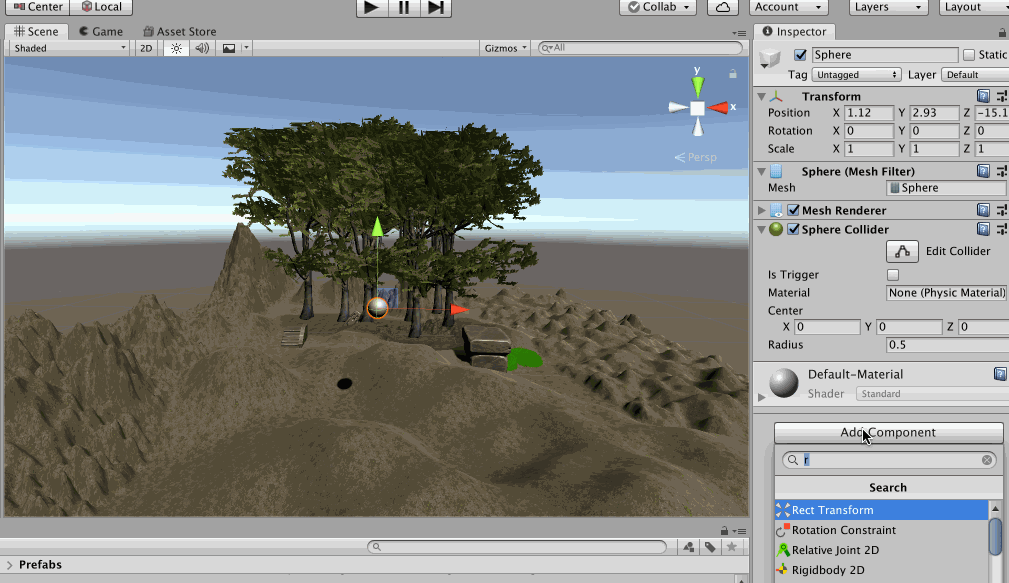 Center Local Collab Account Layers Layout
Scene Game Asset Store Inspector
Shaded 2D Gizmos All
Sphere Static
Tag Untagged Layer Default
Transform
Position X 1.12 Y 2.93 Z -15.1
Rotation X 0 Y 0 Z 0
Scale X 1 Y 1 Z 1
y
x
Persp
Sphere (Mesh Filter)
Mesh Sphere
Mesh Renderer
Sphere Collider
Edit Collider
Is Trigger
Material None (Physic Material)
Center
X 0 Y 0 Z 0
Radius 0.5
Default-Material
Shader Standard
Add Component
r
Search
Rect Transform
Rotation Constraint
Relative Joint 2D
Rigidbody 2D
Prefabs